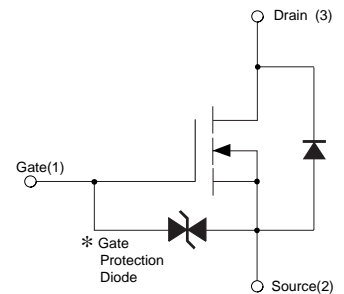 Drain (3)
Gate(1)
* Gate
Protection
Diode
Source(2)